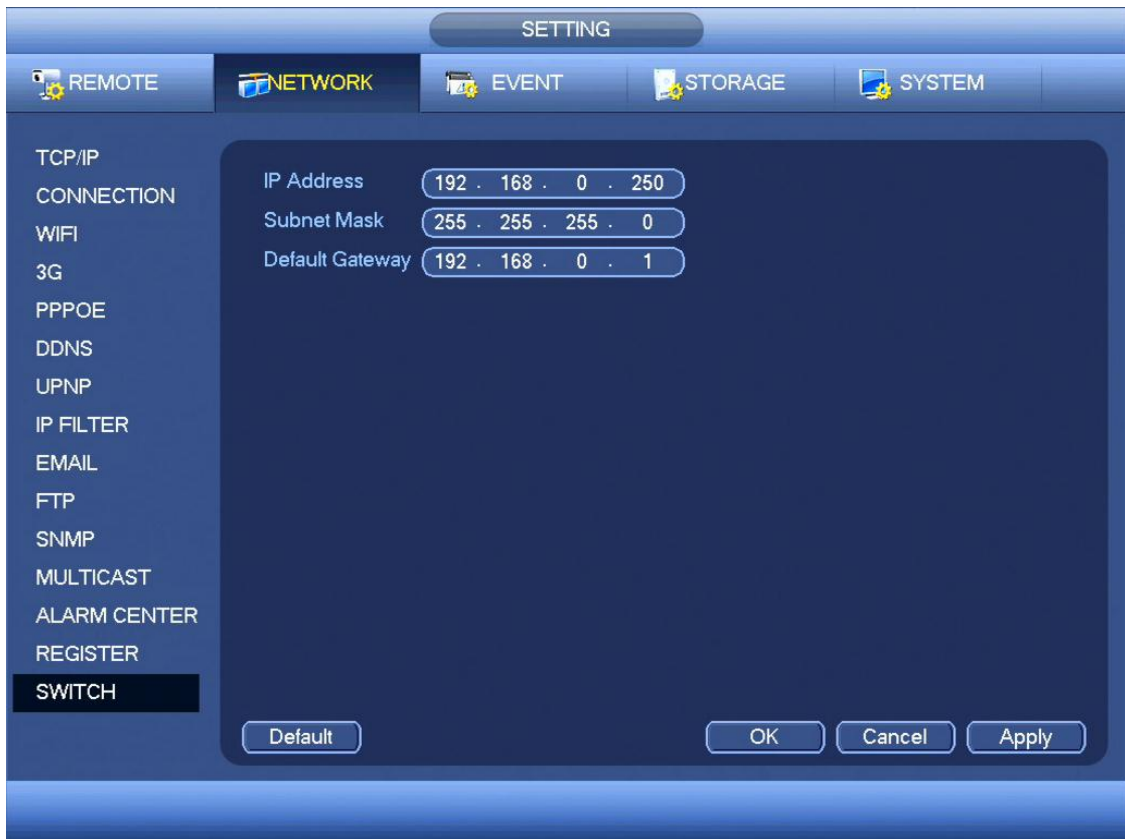 SETTING
REMOTE NETWORK EVENT STORAGE SYSTEM
TCP/IP
CONNECTION
WIFI
3G
PPPOE
DDNS
UPNP
IP FILTER
EMAIL
FTP
SNMP
MULTICAST
ALARM CENTER
REGISTER
SWITCH
IP Address 192 . 168 . 0 . 250
Subnet Mask 255 . 255 . 255 . 0
Default Gateway 192 . 168 . 0 . 1
Default OK Cancel Apply